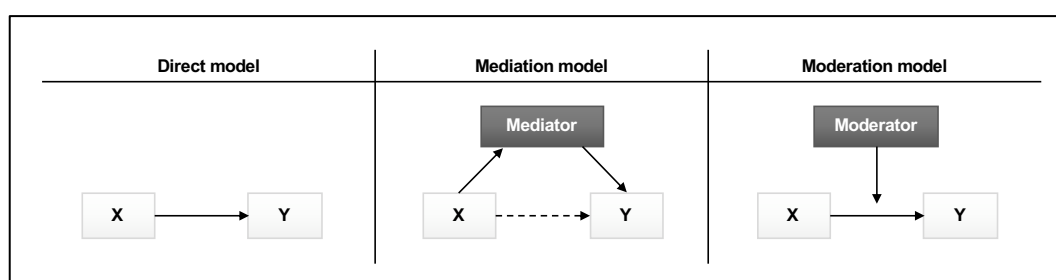 Direct model
Mediation model
Moderation model
Mediator
Moderator
X
Y
X
Y
X
Y